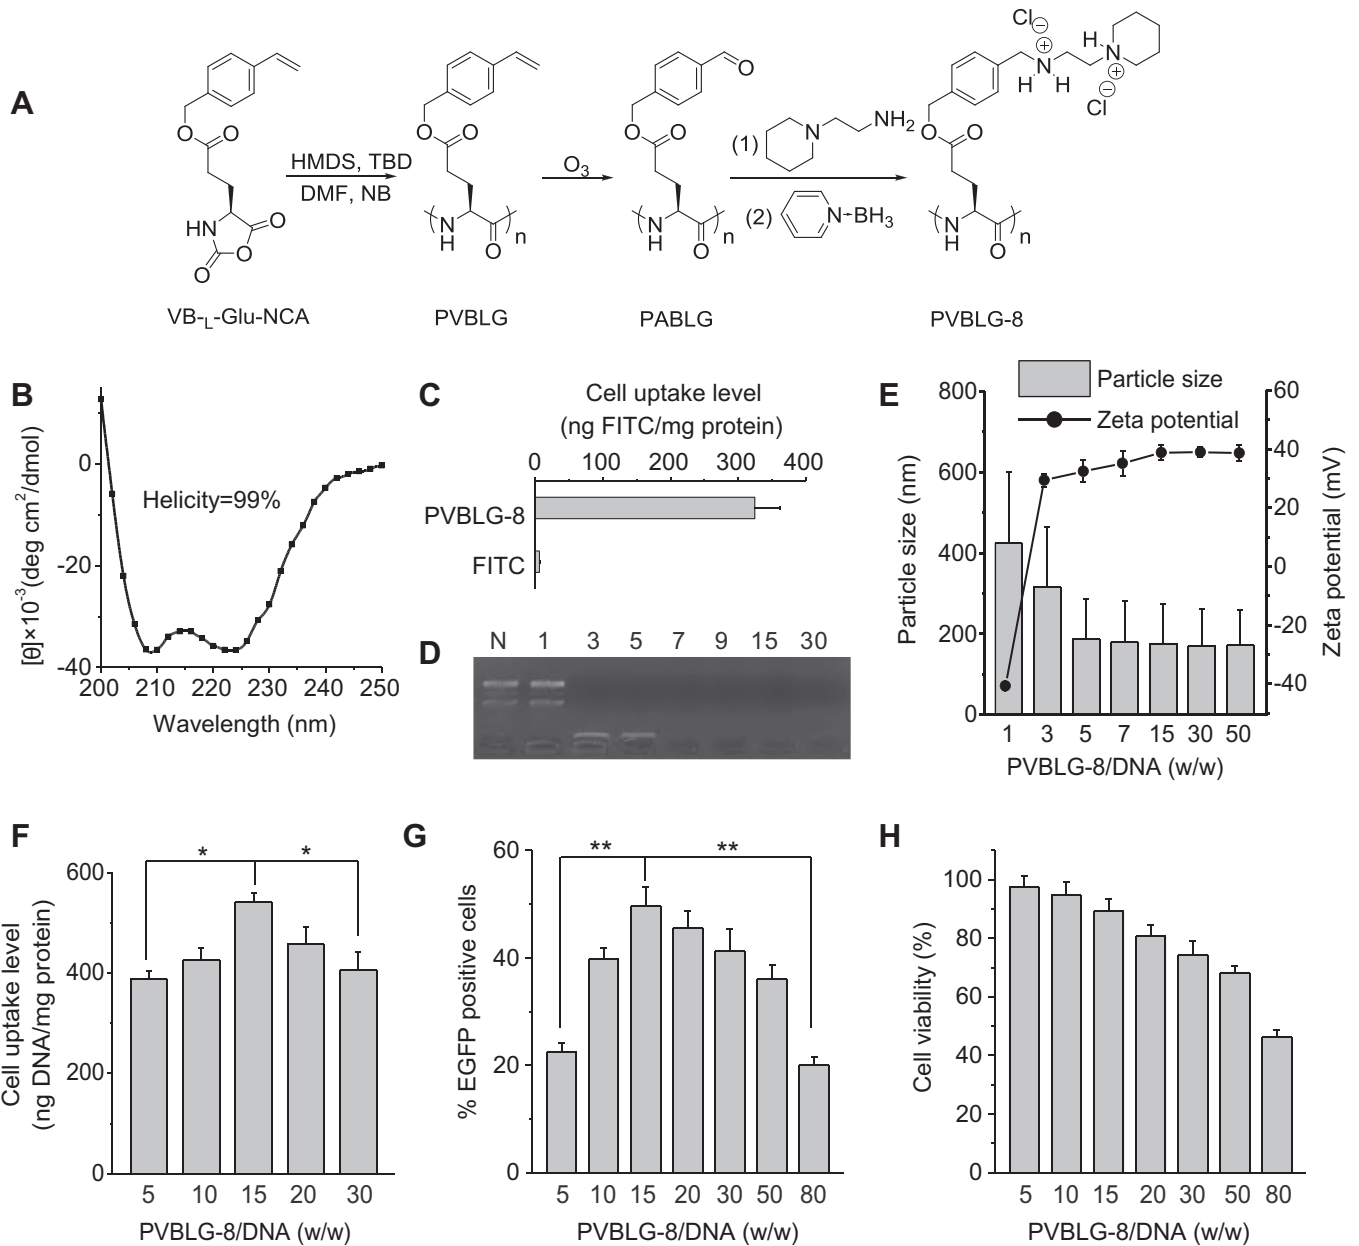 A
HMDS, TBD
DMF, NB
O3
(1)
(2)
O
O
HN
O
O
O
VB-L-Glu-NCA
O
O
N
H
O
n
PVBLG
O
O
O
N
H
O
n
PABLG
N
NH2
N→BH3
Cl⊖
⊕
N
H H
H
N
⊕
⊖
Cl
O
O
N
H
O
n
PVBLG-8
B
[θ]×10-3(deg cm2/dmol)
0
-20
-40
Helicity=99%
200 210 220 230 240 250
Wavelength (nm)
C
Cell uptake level
(ng FITC/mg protein)
0 100 200 300 400
PVBLG-8
FITC
D
N 1 3 5 7 9 15 30
E
Particle size
Zeta potential
Particle size (nm)
800
600
400
200
0
Zeta potential (mV)
60
40
20
0
-20
-40
1 3 5 7 15 30 50
PVBLG-8/DNA (w/w)
F
Cell uptake level
(ng DNA/mg protein)
600
400
200
0
* *
5 10 15 20 30
PVBLG-8/DNA (w/w)
G
% EGFP positive cells
60
40
20
0
** **
5 10 15 20 30 50 80
PVBLG-8/DNA (w/w)
H
Cell viability (%)
100
80
60
40
20
0
5 10 15 20 30 50 80
PVBLG-8/DNA (w/w)